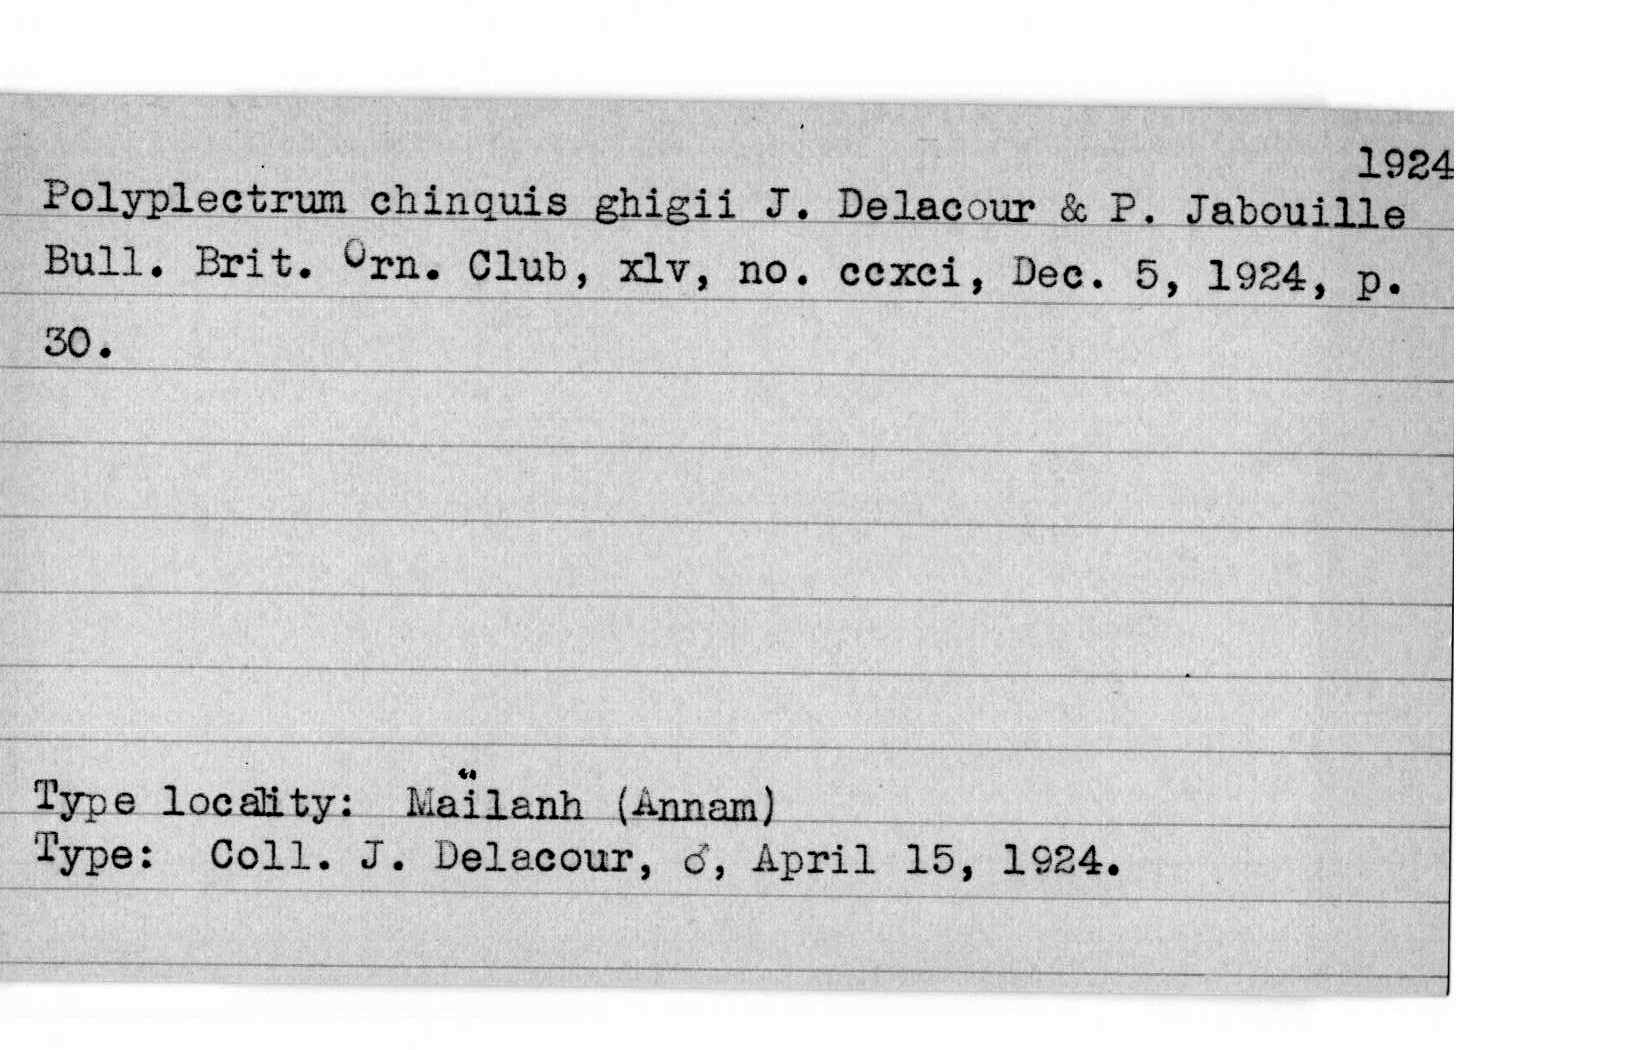 1924
Polyplectrum chinquis ghigii J. Delacour & P. Jabouille
Bull. Brit. Orn. Club, xlv, no. ccxci, Dec. 5, 1924, p.
30.
Type locality: Maïlanh (Annam)
Type: Coll. J. Delacour, ♂, April 15, 1924.